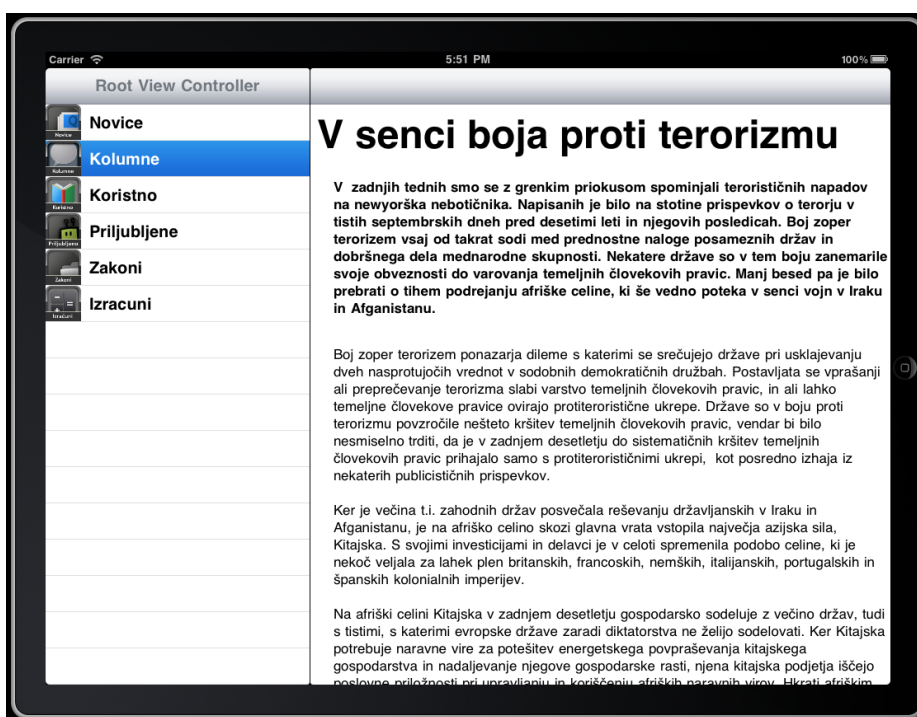 Carrier
5:51 PM
100%
Root View Controller
Novice
Novice
Kolumne
Kolumne
Koristno
Koristno
Priljubljene
Priljubljene
Zakoni
Zakoni
Izracuni
Izračuni
V senci boja proti terorizmu
V zadnjih tednih smo se z grenkim priokusom spominjali terorističnih napadov
na newyorška nebotičnika. Napisanih je bilo na stotine prispevkov o terorju v
tistih septembrskih dneh pred desetimi leti in njegovih posledicah. Boj zoper
terorizem vsaj od takrat sodi med prednostne naloge posameznih držav in
dobršnega dela mednarodne skupnosti. Nekatere države so v tem boju zanemarile
svoje obveznosti do varovanja temeljnih človekovih pravic. Manj besed pa je bilo
prebrati o tihem podrejanju afriške celine, ki še vedno poteka v senci vojn v Iraku
in Afganistanu.
Boj zoper terorizem ponazarja dileme s katerimi se srečujejo države pri usklajevanju
dveh nasprotujočih vrednot v sodobnih demokratičnih družbah. Postavljata se vprašanji
ali preprečevanje terorizma slabi varstvo temeljnih človekovih pravic, in ali lahko
temeljne človekove pravice ovirajo protiteroristične ukrepe. Države so v boju proti
terorizmu povzročile nešteto kršitev temeljnih človekovih pravic, vendar bi bilo
nesmiselno trditi, da je v zadnjem desetletju do sistematičnih kršitev temeljnih
človekovih pravic prihajalo samo s protiterorističnimi ukrepi, kot posredno izhaja iz
nekaterih publicističnih prispevkov.
Ker je večina t.i. zahodnih držav posvečala reševanju državljanskih v Iraku in
Afganistanu, je na afriško celino skozi glavna vrata vstopila največja azijska sila,
Kitajska. S svojimi investicijami in delavci je v celoti spremenila podobo celine, ki je
nekoč veljala za lahek plen britanskih, francoskih, nemških, italijanskih, portugalskih in
španskih kolonialnih imperijev.
Na afriški celini Kitajska v zadnjem desetletju gospodarsko sodeluje z večino držav, tudi
s tistimi, s katerimi evropske države zaradi diktatorstva ne želijo sodelovati. Ker Kitajska
potrebuje naravne vire za potešitev energetskega povpraševanja kitajskega
gospodarstva in nadaljevanje njegove gospodarske rasti, njena kitajska podjetja iščejo
poslovne priložnosti pri upravljanju in koriščenju afriških naravnih virov. Hkrati afriškim